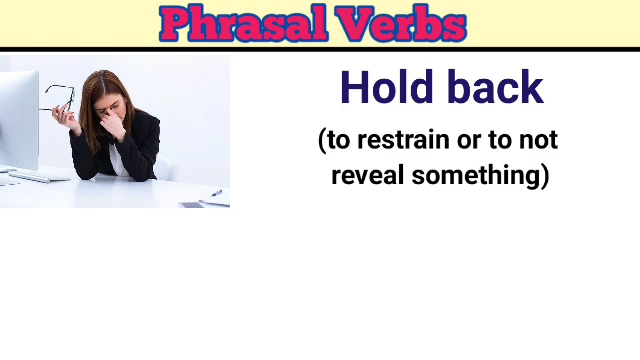 Phrasal Verbs
Hold back
(to restrain or to not
reveal something)